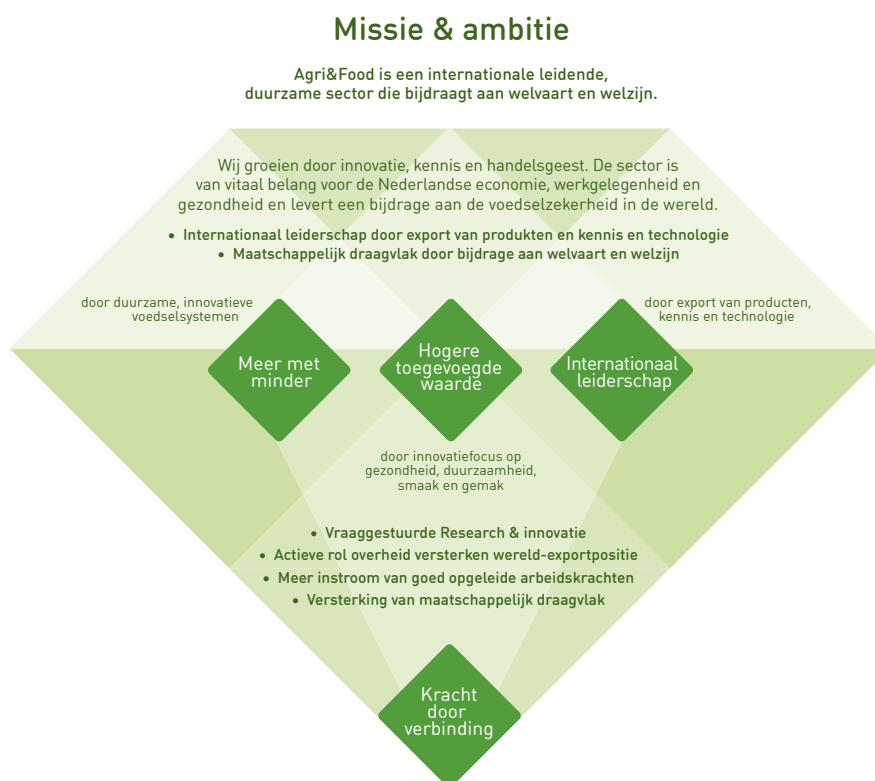 Missie & ambitie
Agri&Food is een internationale leidende,
duurzame sector die bijdraagt aan welvaart en welzijn.
Wij groeien door innovatie, kennis en handelsgeest. De sector is
van vitaal belang voor de Nederlandse economie, werkgelegenheid en
gezondheid en levert een bijdrage aan de voedselzekerheid in de wereld.
• Internationaal leiderschap door export van produkten en kennis en technologie
• Maatschappelijk draagvlak door bijdrage aan welvaart en welzijn
door duurzame, innovatieve
voedselsystemen
door export van producten,
kennis en technologie
Meer met
minder
Hogere
toegevoegde
waarde
Internationaal
leiderschap
door innovatiefocus op
gezondheid, duurzaamheid,
smaak en gemak
• Vraaggestuurde Research & innovatie
• Actieve rol overheid versterken wereld-exportpositie
• Meer instroom van goed opgeleide arbeidskrachten
• Versterking van maatschappelijk draagvlak
Kracht
door
verbinding